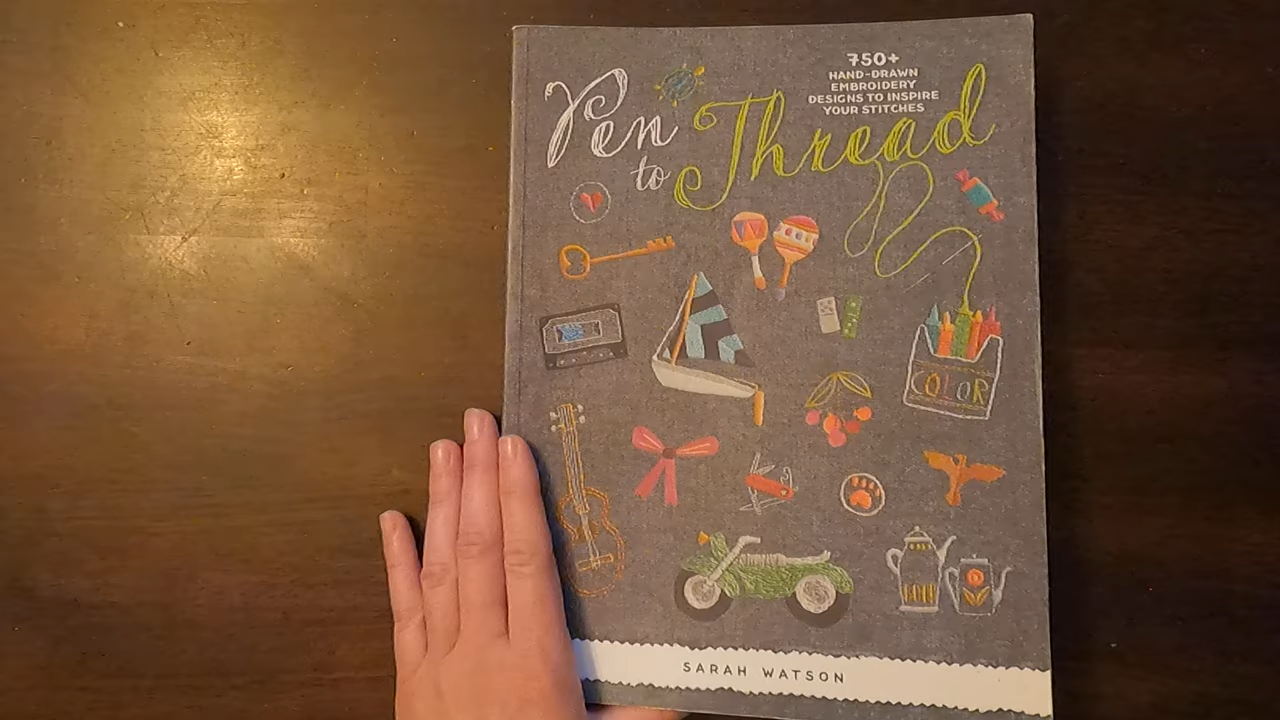 750+
HAND-DRAWN
EMBROIDERY
DESIGNS TO INSPIRE
YOUR STITCHES
Pen
to Thread
COLOR
SARAH WATSON